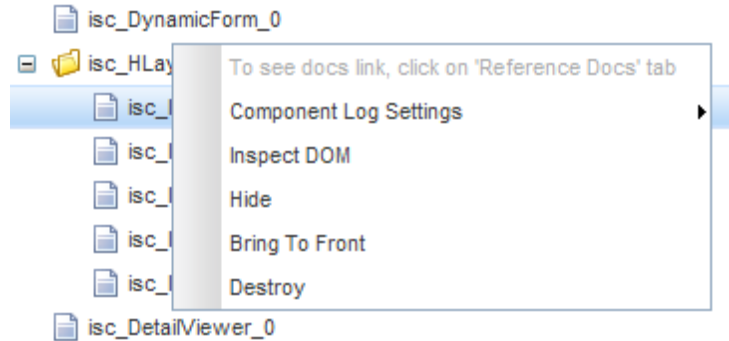 isc_DynamicForm_0
isc_HLay
To see docs link, click on 'Reference Docs' tab
isc_
Component Log Settings
isc_
Inspect DOM
isc_
Hide
isc_
Bring To Front
isc_
Destroy
isc_DetailViewer_0